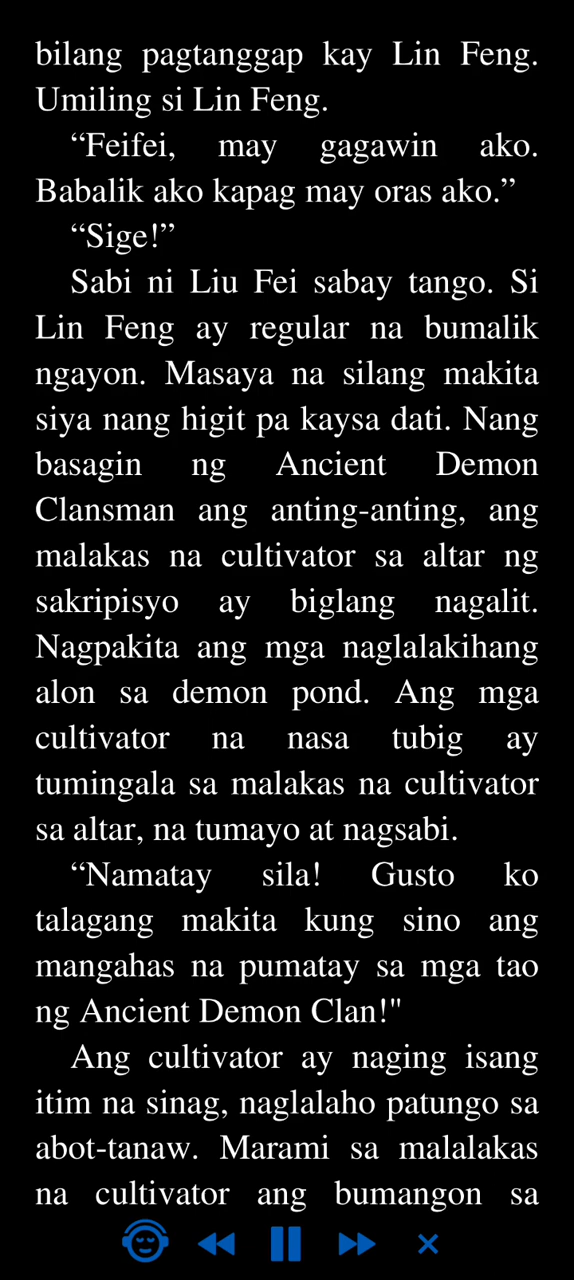 bilang pagtanggap kay Lin Feng.
Umiling si Lin Feng.
“Feifei, may gagawin ako.
Babalik ako kapag may oras ako.”
“Sige!”
Sabi ni Liu Fei sabay tango. Si
Lin Feng ay regular na bumalik
ngayon. Masaya na silang makita
siya nang higit pa kaysa dati. Nang
basagin ng Ancient Demon
Clansman ang anting-anting, ang
malakas na cultivator sa altar ng
sakripisyo ay biglang nagalit.
Nagpakita ang mga naglalakihang
alon sa demon pond. Ang mga
cultivator na nasa tubig ay
tumingala sa malakas na cultivator
sa altar, na tumayo at nagsabi.
“Namatay sila! Gusto ko
talagang makita kung sino ang
mangahas na pumatay sa mga tao
ng Ancient Demon Clan!"
Ang cultivator ay naging isang
itim na sinag, naglalaho patungo sa
abot-tanaw. Marami sa malalakas
na cultivator ang bumangon sa